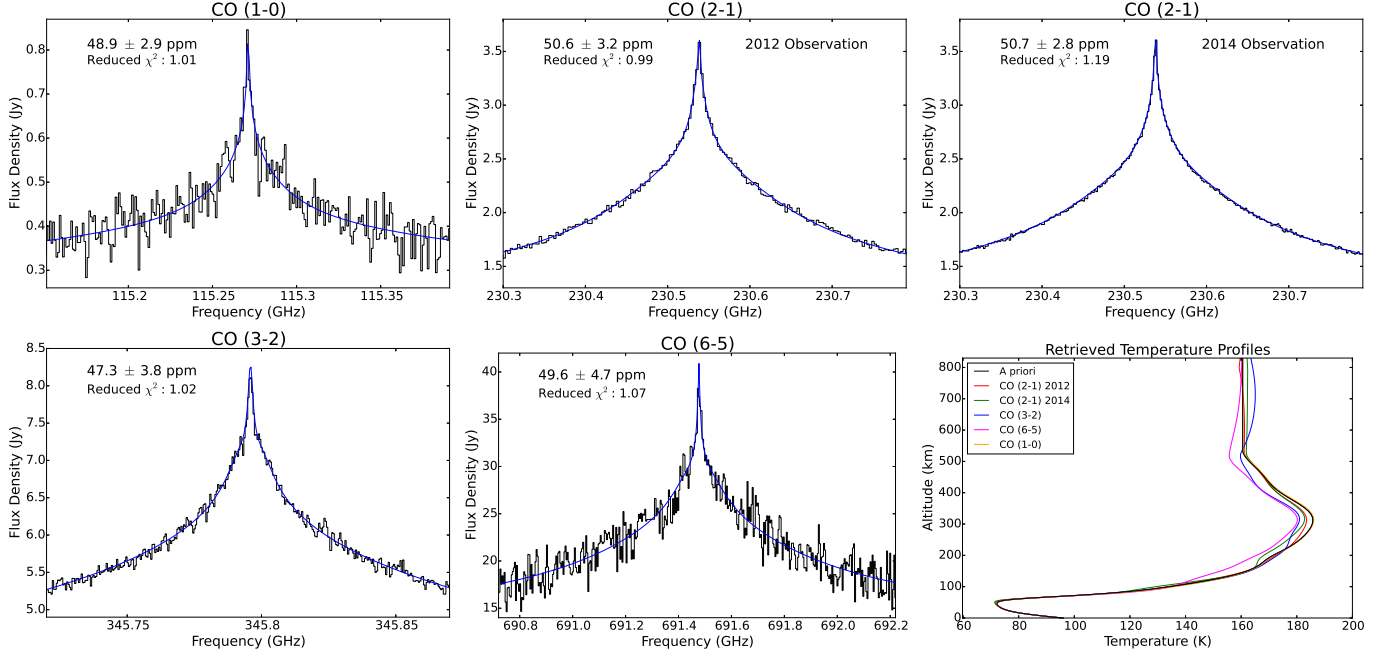 CO (1-0)
48.9 ± 2.9 ppm
Reduced χ² : 1.01
0.8
0.7
0.6
0.5
0.4
0.3
Flux Density (Jy)
115.2
115.25
115.3
115.35
Frequency (GHz)
CO (2-1)
50.6 ± 3.2 ppm
Reduced χ² : 0.99
2012 Observation
3.5
3.0
2.5
2.0
1.5
Flux Density (Jy)
230.3
230.4
230.5
230.6
230.7
Frequency (GHz)
CO (2-1)
50.7 ± 2.8 ppm
Reduced χ² : 1.19
2014 Observation
3.5
3.0
2.5
2.0
1.5
Flux Density (Jy)
230.3
230.4
230.5
230.6
230.7
Frequency (GHz)
CO (3-2)
47.3 ± 3.8 ppm
Reduced χ² : 1.02
8.5
8.0
7.5
7.0
6.5
6.0
5.5
5.0
Flux Density (Jy)
345.75
345.8
345.85
Frequency (GHz)
CO (6-5)
49.6 ± 4.7 ppm
Reduced χ² : 1.07
40
35
30
25
20
15
Flux Density (Jy)
690.8
691.0
691.2
691.4
691.6
691.8
692.0
692.2
Frequency (GHz)
Retrieved Temperature Profiles
A priori
CO (2-1) 2012
CO (2-1) 2014
CO (3-2)
CO (6-5)
CO (1-0)
800
700
600
500
400
300
200
100
0
Altitude (km)
60
80
100
120
140
160
180
200
Temperature (K)